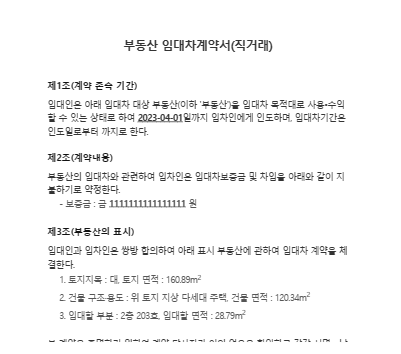 부동산 임대차계약서(직거래)
제1조(계약 존속 기간)
임대인은 아래 임대차 대상 부동산(이하 '부동산')을 임대차 목적대로 사용•수익
할 수 있는 상태로 하여 2023-04-01일까지 임차인에게 인도하며, 임대차기간은
인도일로부터 까지로 한다.
제2조(계약내용)
부동산의 임대차와 관련하여 임차인은 임대차보증금 및 차임을 아래와 같이 지
불하기로 약정한다.
- 보증금 : 금 1111111111111111 원
제3조(부동산의 표시)
임대인과 임차인은 쌍방 합의하여 아래 표시 부동산에 관하여 임대차 계약을 체
결한다.
1. 토지지목 : 대, 토지 면적 : 160.89m²
2. 건물 구조·용도 : 위 토지 지상 다세대 주택, 건물 면적 : 120.34m²
3. 임대할 부분 : 2층 203호, 임대할 면적 : 28.79m²